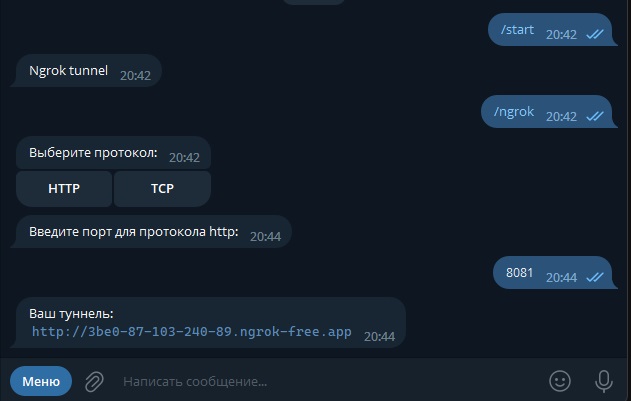 /start 20:42
Ngrok tunnel 20:42
/ngrok 20:42
Выберите протокол: 20:42
HTTP TCP
Введите порт для протокола http: 20:44
8081 20:44
Ваш туннель:
http://3be0-87-103-240-89.ngrok-free.app 20:44
Меню Написать сообщение...